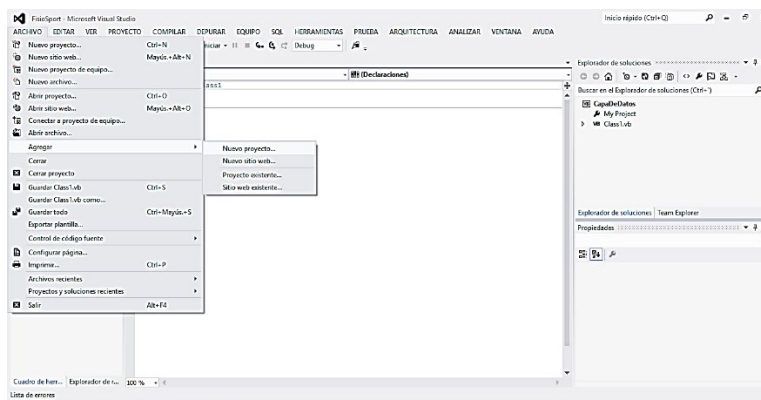 FisioSport - Microsoft Visual Studio
Inicio rápido (Ctrl+Q)
ARCHIVO EDITAR VER PROYECTO COMPILAR DEPURAR EQUIPO SQL HERRAMIENTAS PRUEBA ARQUITECTURA ANALIZAR VENTANA AYUDA
Nuevo proyecto... Ctrl+N
niciar Debug
Nuevo sitio web... Mayús.+Alt+N
Nuevo proyecto de equipo...
Nuevo archivo...
(Declaraciones)
ass1
Abrir proyecto... Ctrl+O
Abrir sitio web... Mayús.+Alt+O
Conectar a proyecto de equipo...
Abrir archivo...
Agregar
Cerrar
Cerrar proyecto
Guardar Class1.vb Ctrl+S
Guardar Class1.vb como...
Guardar todo Ctrl+Mayús.+S
Exportar plantilla...
Control de código fuente
Configurar página...
Imprimir... Ctrl+P
Archivos recientes
Proyectos y soluciones recientes
Salir Alt+F4
Nuevo proyecto...
Nuevo sitio web...
Proyecto existente...
Sitio web existente...
Explorador de soluciones
Buscar en el Explorador de soluciones (Ctrl+')
CapaDeDatos
My Project
VB Class1.vb
Explorador de soluciones Team Explorer
Propiedades
Cuadro de herr... Explorador de r... 100 %
Lista de errores